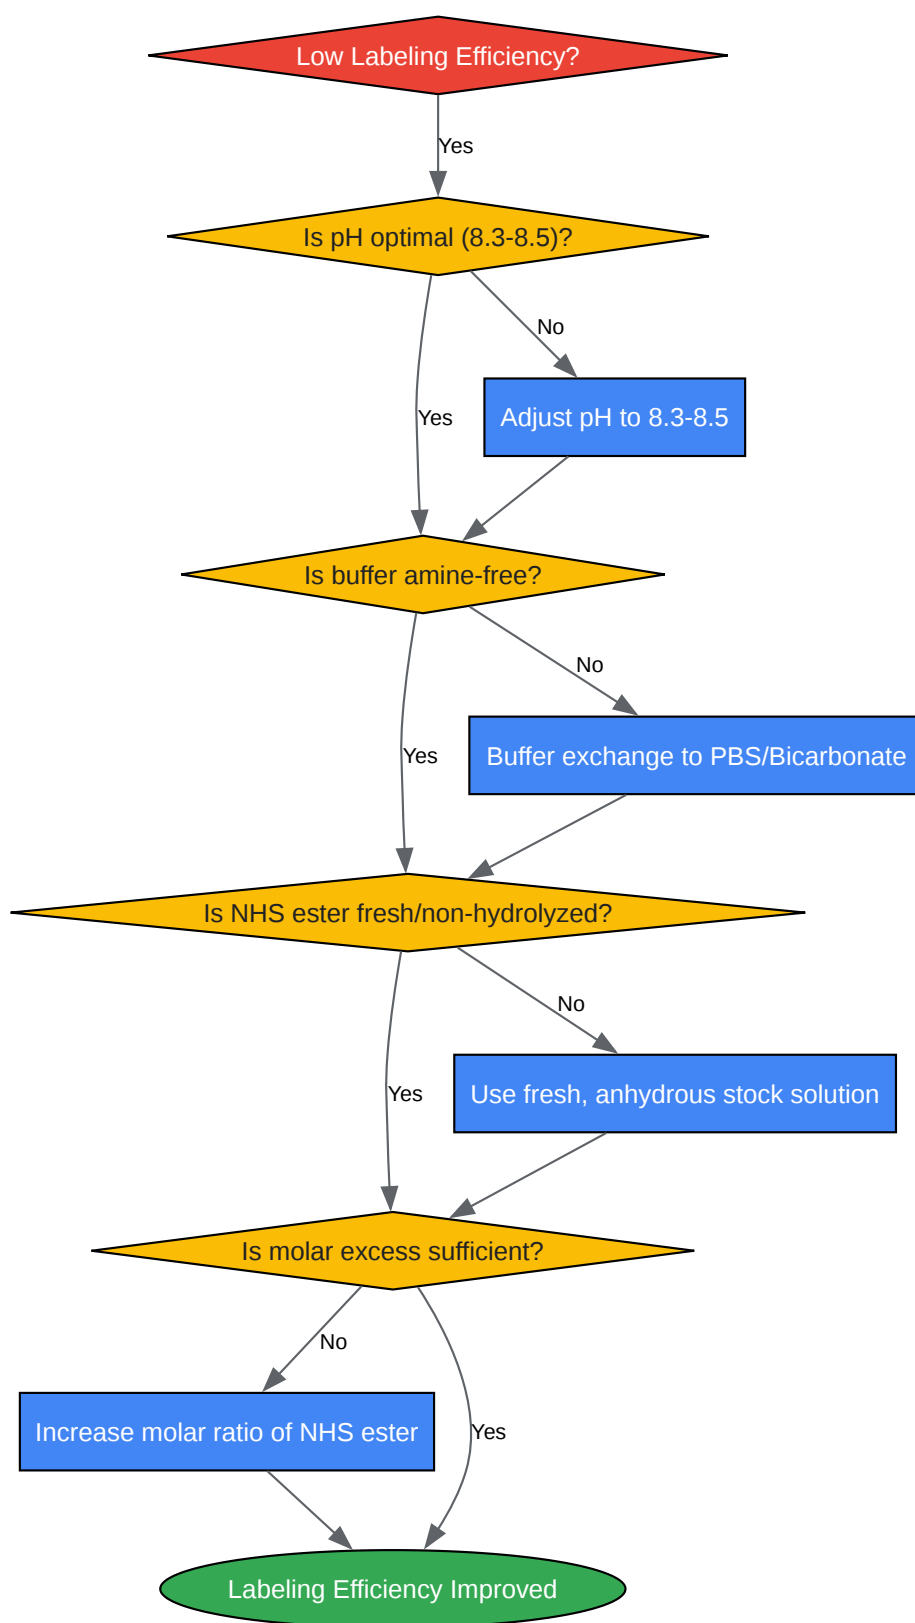 Low Labeling Efficiency?
Yes
Is pH optimal (8.3-8.5)?
No
Adjust pH to 8.3-8.5
Yes
Is buffer amine-free?
No
Buffer exchange to PBS/Bicarbonate
Yes
Is NHS ester fresh/non-hydrolyzed?
No
Use fresh, anhydrous stock solution
Yes
Is molar excess sufficient?
No
Increase molar ratio of NHS ester
Yes
Labeling Efficiency Improved